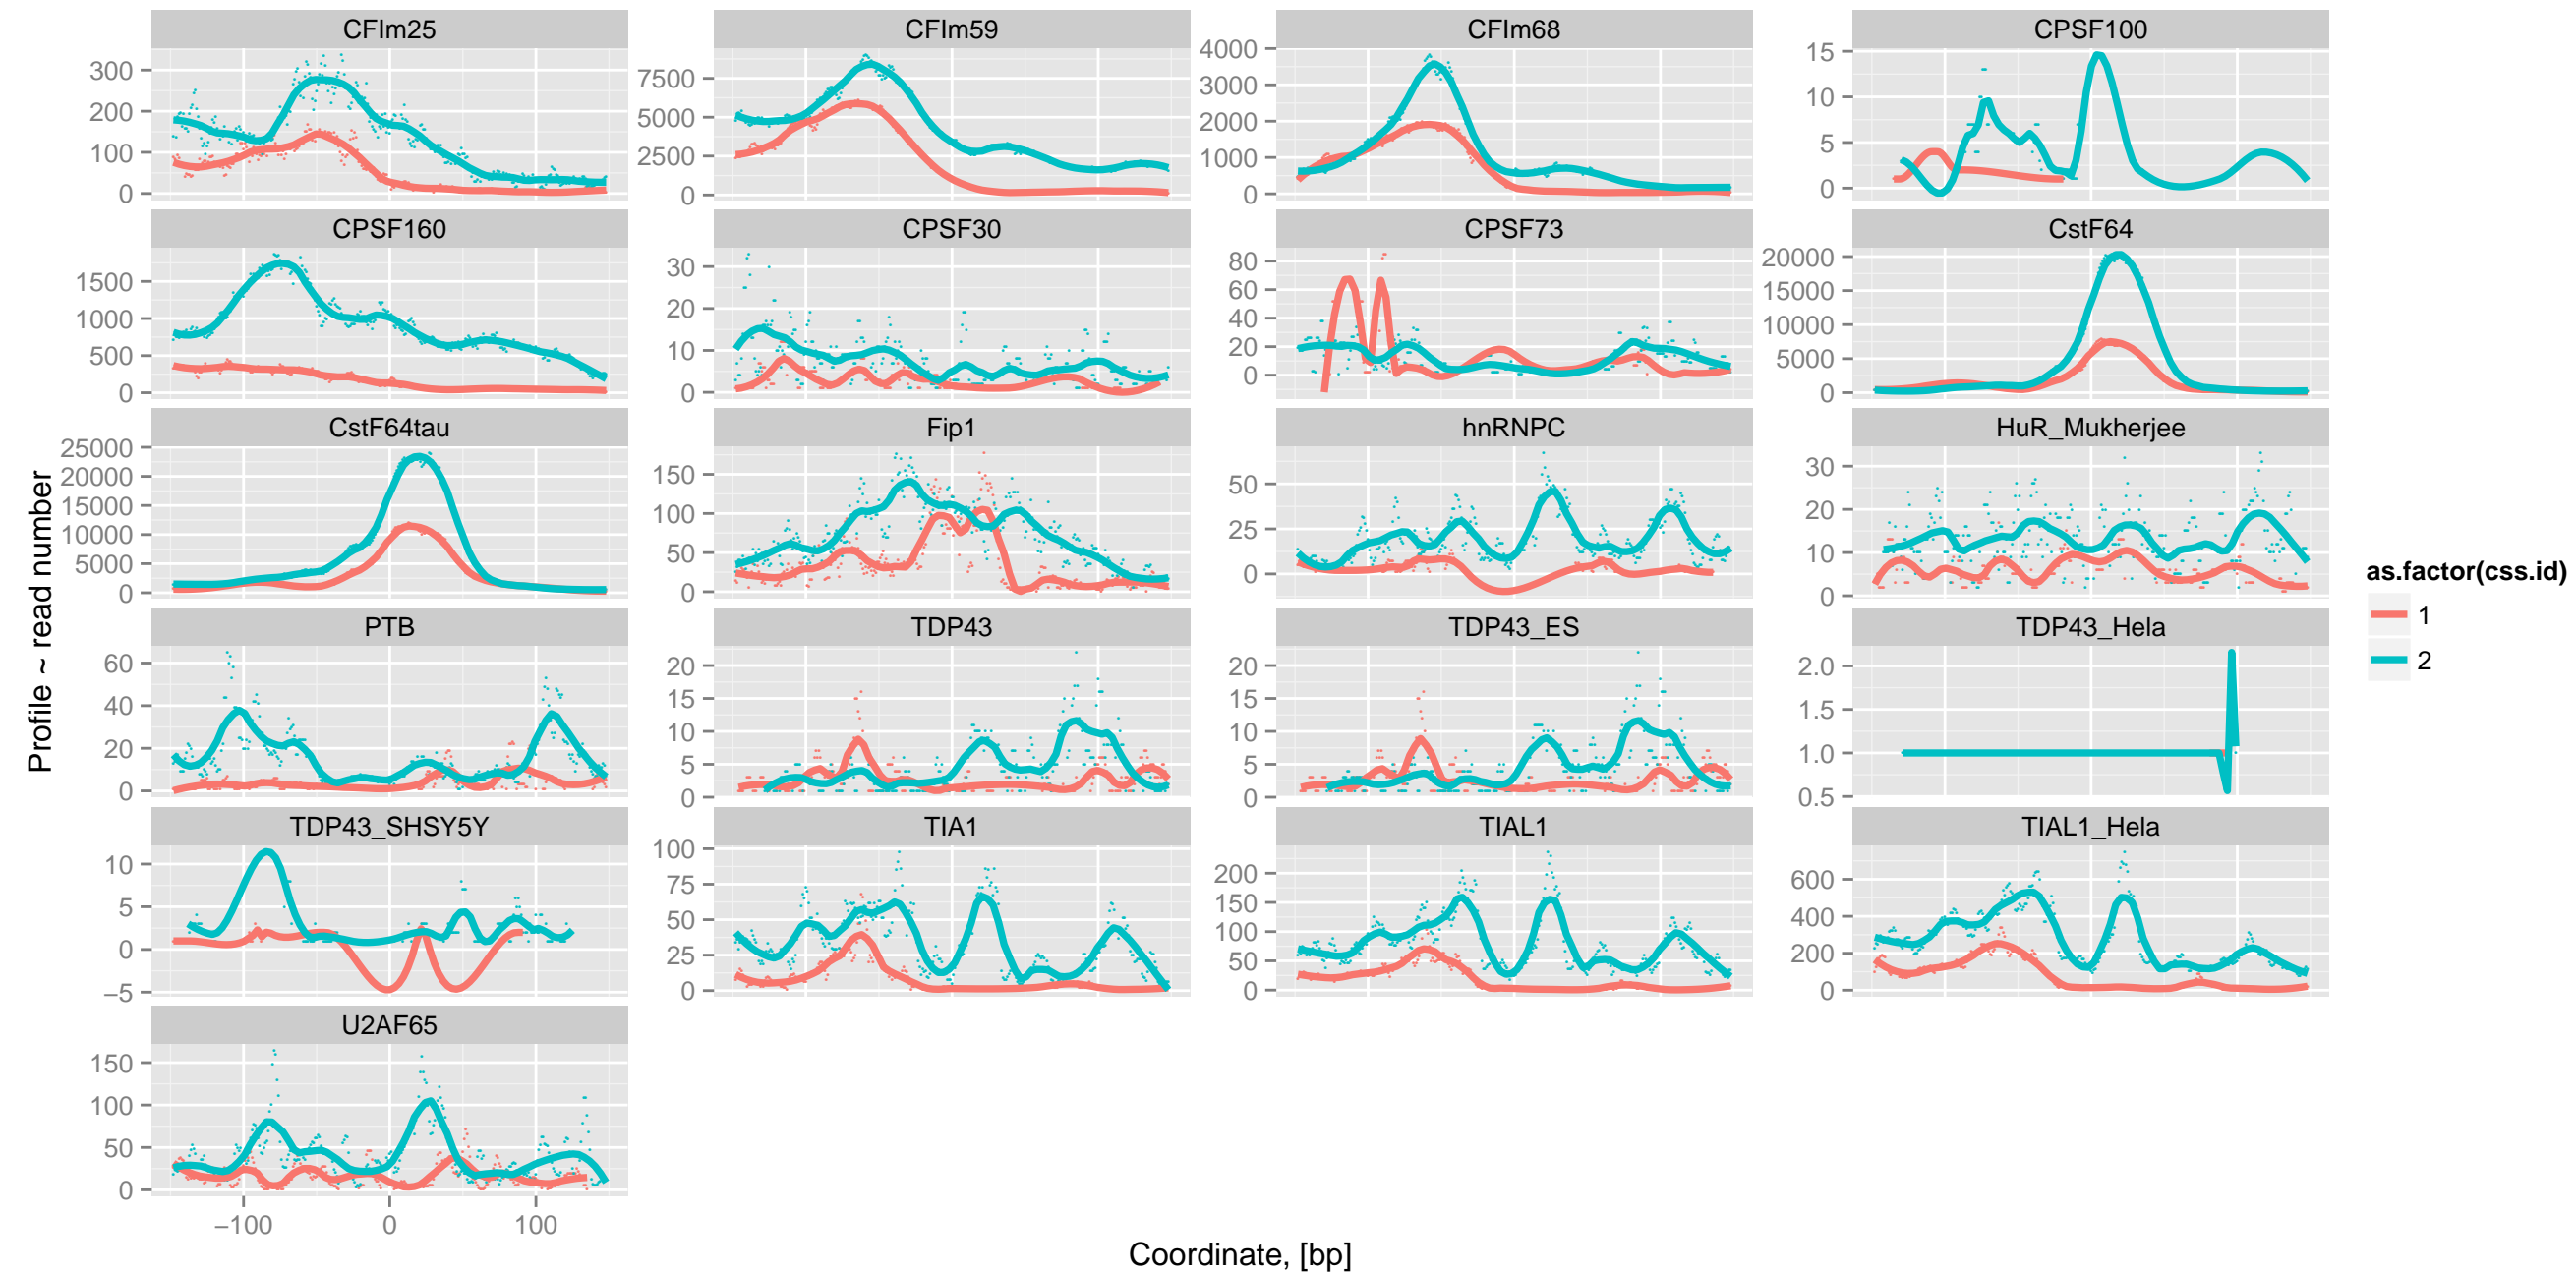 CFIm25 CFIm59 CFIm68 CPSF100
300 200 100 0
7500 5000 2500 0
4000 3000 2000 1000 0
15 10 5 0
CPSF160 CPSF30 CPSF73 CstF64
1500 1000 500 0
30 20 10 0
80 60 40 20 0
20000 15000 10000 5000 0
CstF64tau Fip1 hnRNPC HuR_Mukherjee
25000 20000 15000 10000 5000 0
150 100 50 0
50 25 0
30 20 10 0
PTB TDP43 TDP43_ES TDP43_Hela
60 40 20 0
20 15 10 5 0
20 15 10 5 0
2.0 1.5 1.0 0.5
TDP43_SHSY5Y TIA1 TIAL1 TIAL1_Hela
10 5 0 −5
100 75 50 25 0
200 150 100 50 0
600 400 200 0
U2AF65
150 100 50 0
−100 0 100
Coordinate, [bp]
Profile ~ read number
as.factor(css.id)
1
2